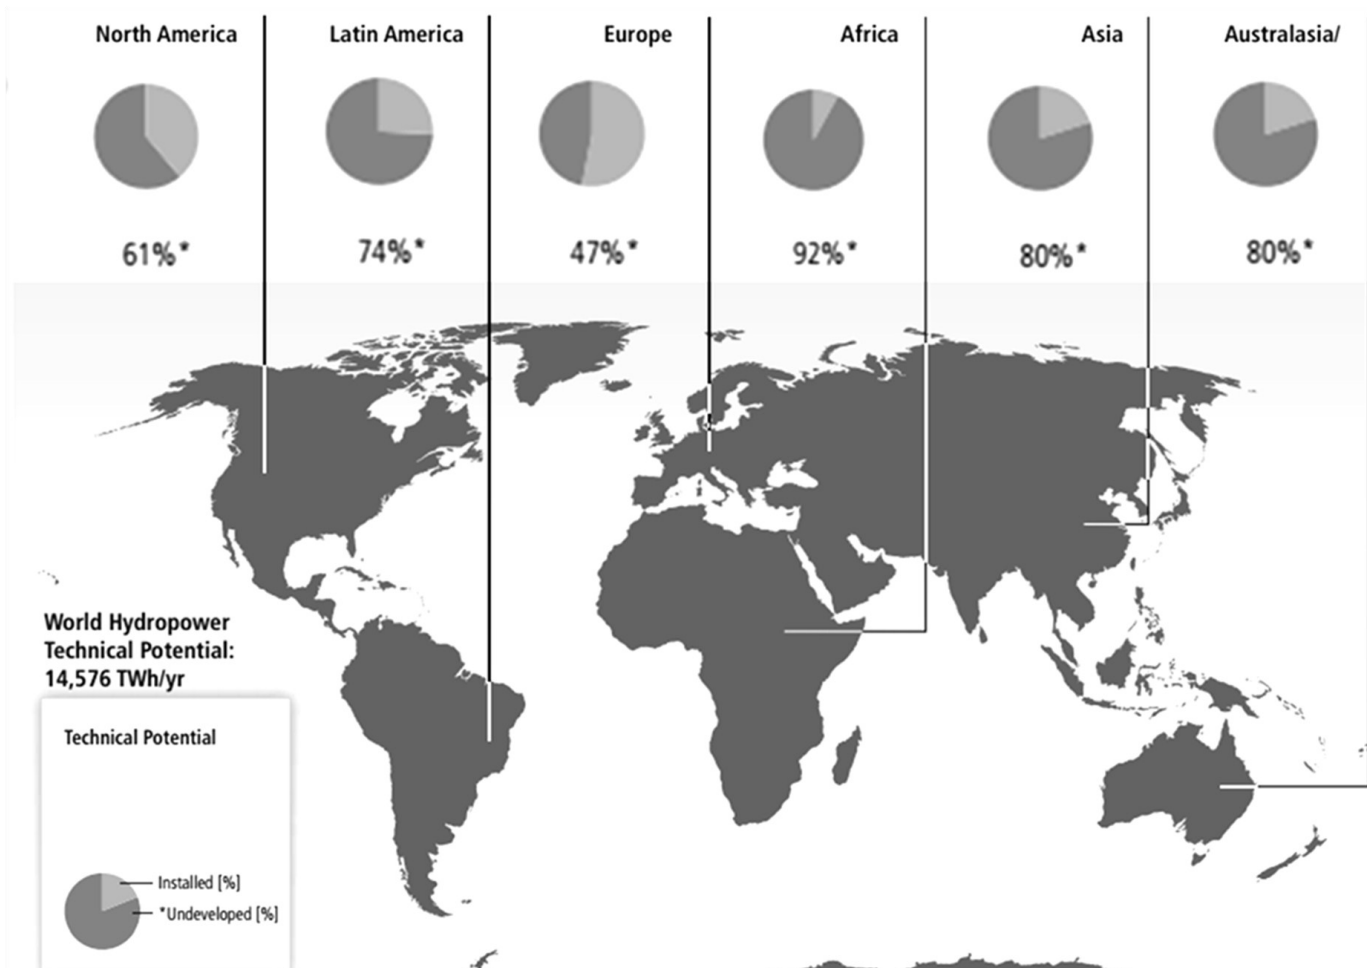 North America
Latin America
Europe
Africa
Asia
Australasia/
61%*
74%*
47%*
92%*
80%*
80%*
World Hydropower
Technical Potential:
14,576 TWh/yr
Technical Potential
Installed [%]
*Undeveloped [%]